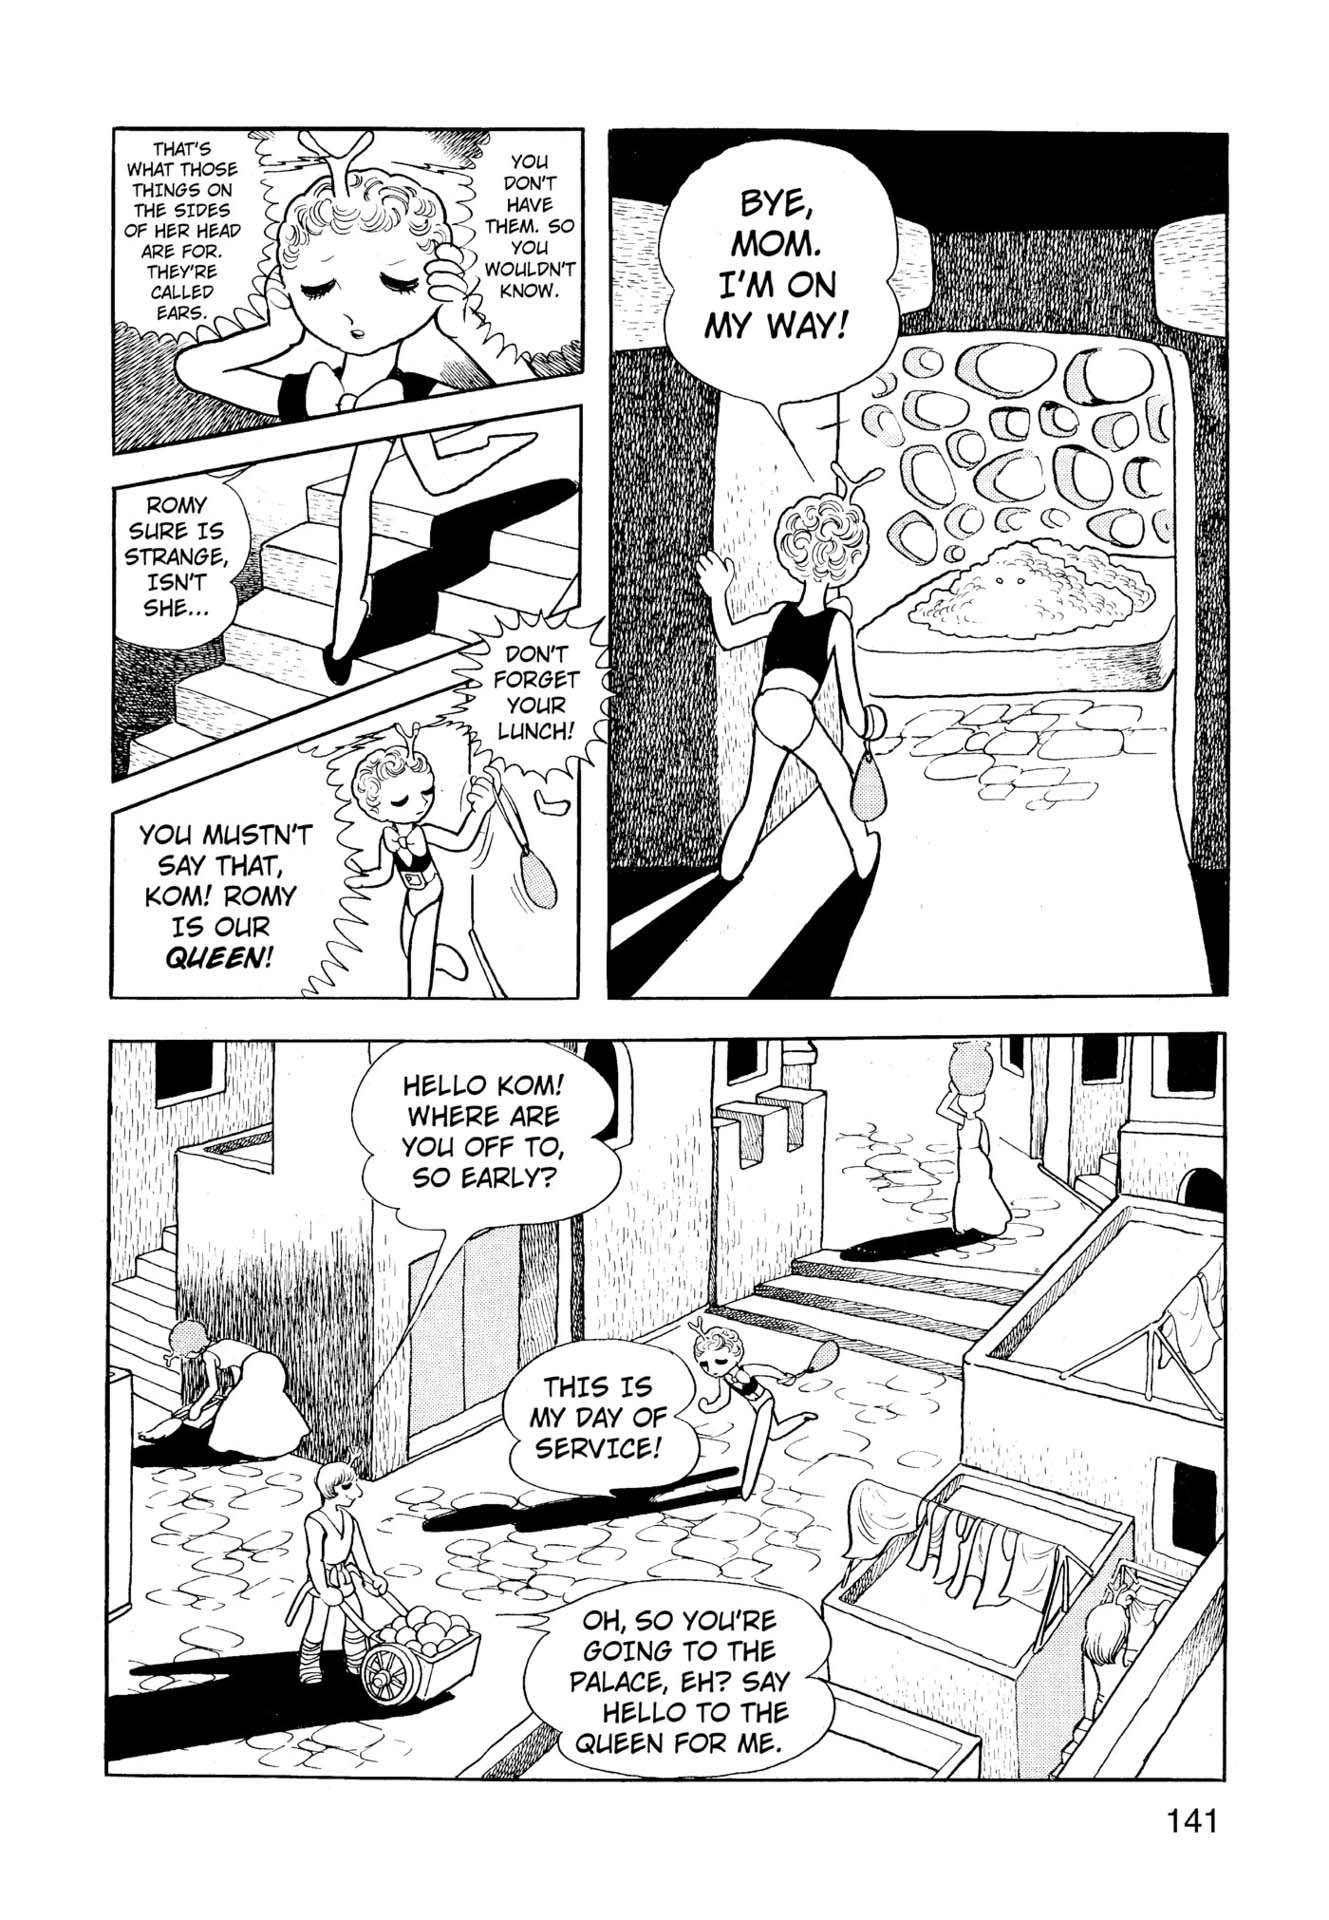 THAT'S
WHAT THOSE
THINGS ON
THE SIDES
OF HER HEAD
ARE FOR.
THEY'RE
CALLED
EARS.
YOU
DON'T
HAVE
THEM. SO
YOU
WOULDN'T
KNOW.
ROMY
SURE IS
STRANGE,
ISN'T
SHE...
DON'T
FORGET
YOUR
LUNCH!
YOU MUSTN'T
SAY THAT,
KOM! ROMY
IS OUR
QUEEN!
BYE,
MOM.
I'M ON
MY WAY!
HELLO KOM!
WHERE ARE
YOU OFF TO,
SO EARLY?
THIS IS
MY DAY OF
SERVICE!
OH, SO YOU'RE
GOING TO THE
PALACE, EH? SAY
HELLO TO THE
QUEEN FOR ME.
141